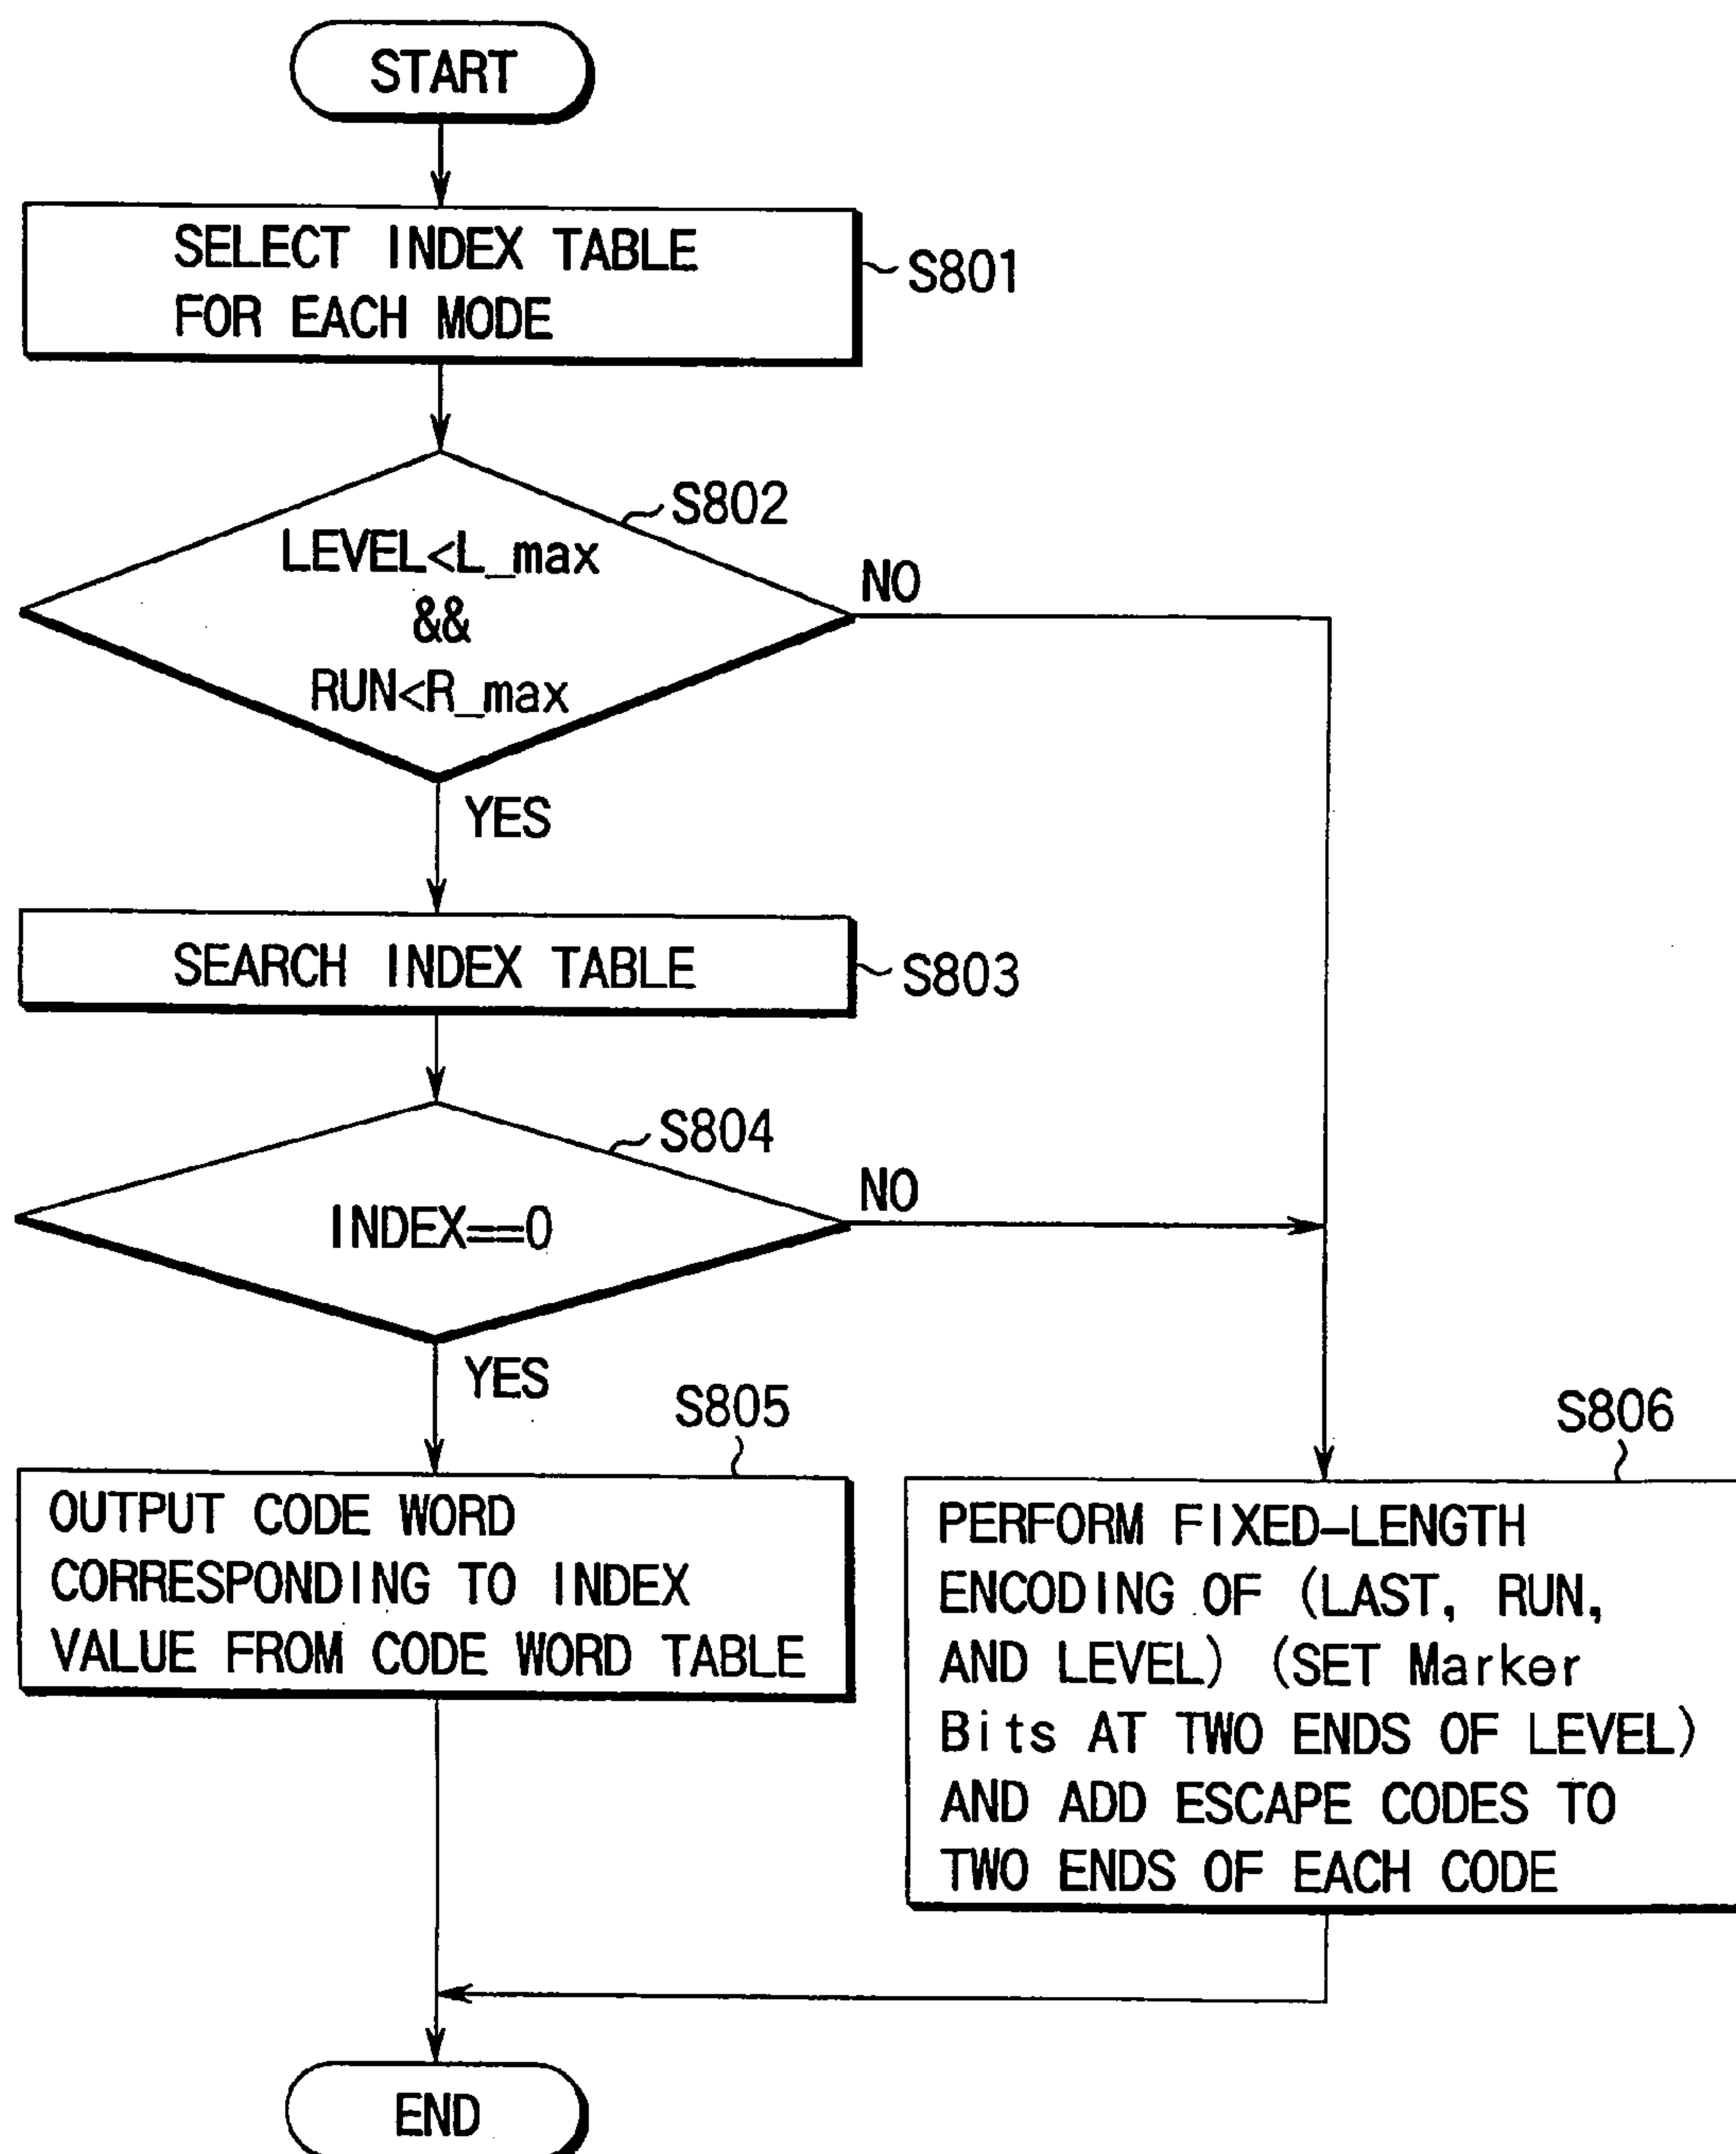 START
SELECT INDEX TABLE
FOR EACH MODE
S801
S802
LEVEL<L_max
&&
RUN<R_max
NO
YES
SEARCH INDEX TABLE
S803
S804
INDEX==0
NO
YES
S805
OUTPUT CODE WORD
CORRESPONDING TO INDEX
VALUE FROM CODE WORD TABLE
S806
PERFORM FIXED-LENGTH
ENCODING OF (LAST, RUN,
AND LEVEL) (SET Marker
Bits AT TWO ENDS OF LEVEL)
AND ADD ESCAPE CODES TO
TWO ENDS OF EACH CODE
END